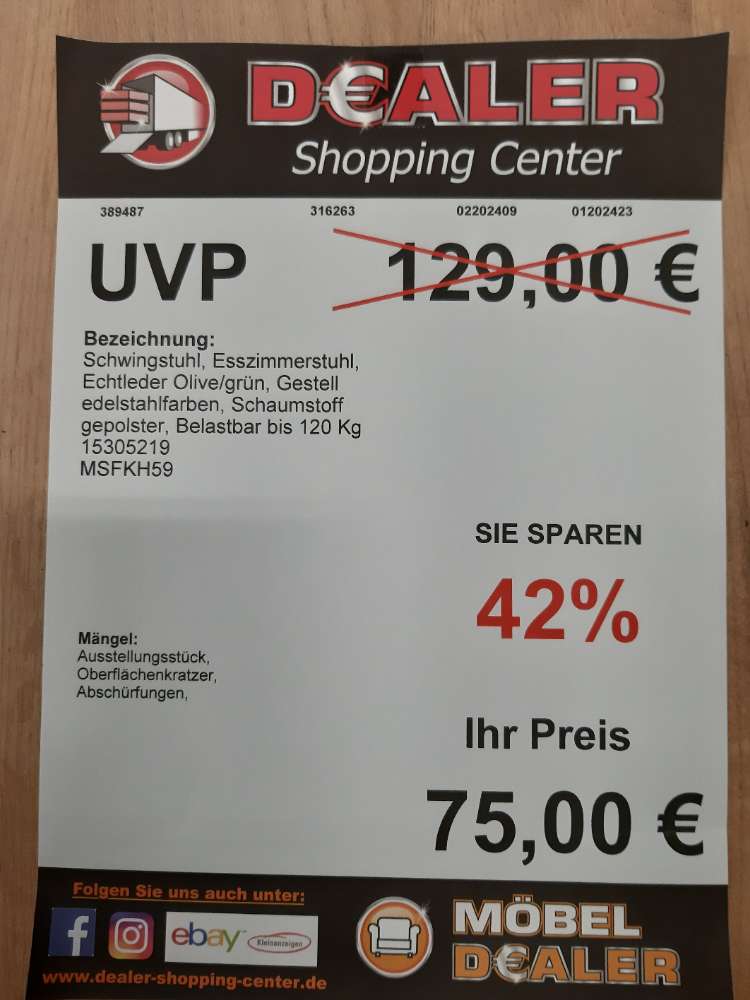 D€ALER
Shopping Center
389487 316263 02202409 01202423
UVP 129,00 €
Bezeichnung:
Schwingstuhl, Esszimmerstuhl,
Echtleder Olive/grün, Gestell
edelstahlfarben, Schaumstoff
gepolster, Belastbar bis 120 Kg
15305219
MSFKH59
SIE SPAREN
42%
Mängel:
Ausstellungsstück,
Oberflächenkratzer,
Abschürfungen,
Ihr Preis
75,00 €
Folgen Sie uns auch unter:
f ebay Kleinanzeigen
www.dealer-shopping-center.de
MÖBEL
D€ALER